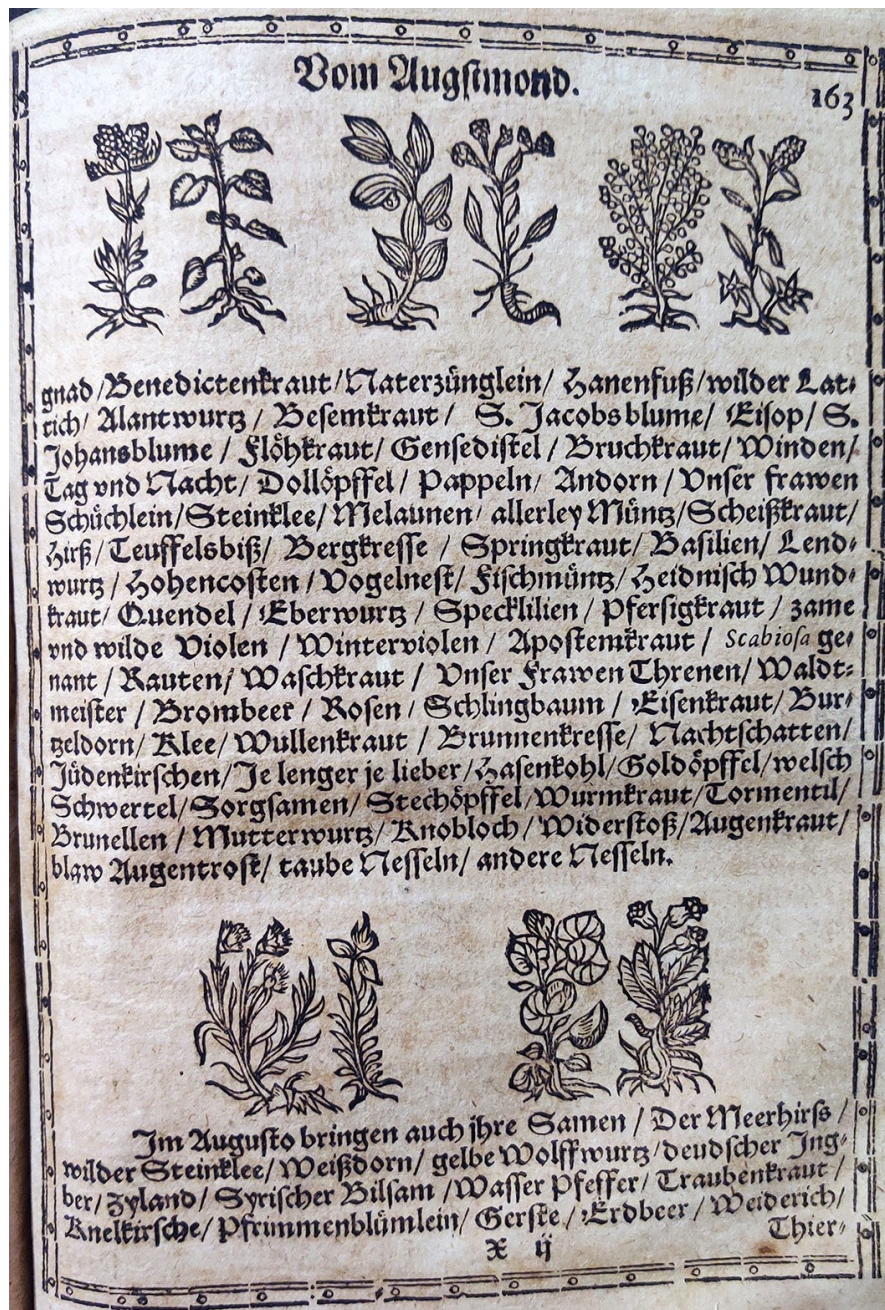 Vom Augstmond.
163
gnad / Benedictenkraut / Naterzünglein / Hanenfuß / wilder Lat⸗
tich / Alantwurtz / Besemkraut / S. Jacobsblume / Eisop / S.
Johansblume / Flöhkraut / Gensedistel / Bruchkraut / Winden /
Tag vnd Nacht / Dollöpffel / Pappeln / Andorn / Vnser frawen
Schüchlein / Steinklee / Melaunen / allerley Müntz / Scheißkraut /
Hirß / Teuffelsbiß / Bergkresse / Springkraut / Basilien / Lend⸗
wurtz / Hohencosten / Vogelnest / Fischmüntz / Heidnisch Wund⸗
kraut / Quendel / Eberwurtz / Specklilien / Pfersigkraut / zame
vnd wilde Violen / Winterviolen / Apostemkraut / Scabiosa ge⸗
nant / Rauten / Waschkraut / Vnser Frawen Threnen / Waldt⸗
meister / Brombeer / Rosen / Schlingbaum / Eisenkraut / Bur⸗
tzeldorn / Klee / Wullenkraut / Brunnenkresse / Nachtschatten /
Jüdenkirschen / Je lenger je lieber / Hasenkohl / Goldöpffel / welsch
Schwertel / Sorgsamen / Stechöpffel / Wurmkraut / Tormentil /
Brunellen / Mutterwurtz / Knobloch / Widerstoß / Augenkraut /
blaw Augentrost / taube Nesseln / andere Nesseln.
Im Augusto bringen auch jhre Samen / Der Meerhirß /
wilder Steinklee / Weißdorn / gelbe Wolffwurtz / deudscher Ing⸗
ber / Zyland / Syrischer Bilsam / Wasser Pfeffer / Traubenkraut /
Knelkirsche / Pfrimmenblümlein / Gerste / Erdbeer / Weiderich /
Thier⸗
X ij